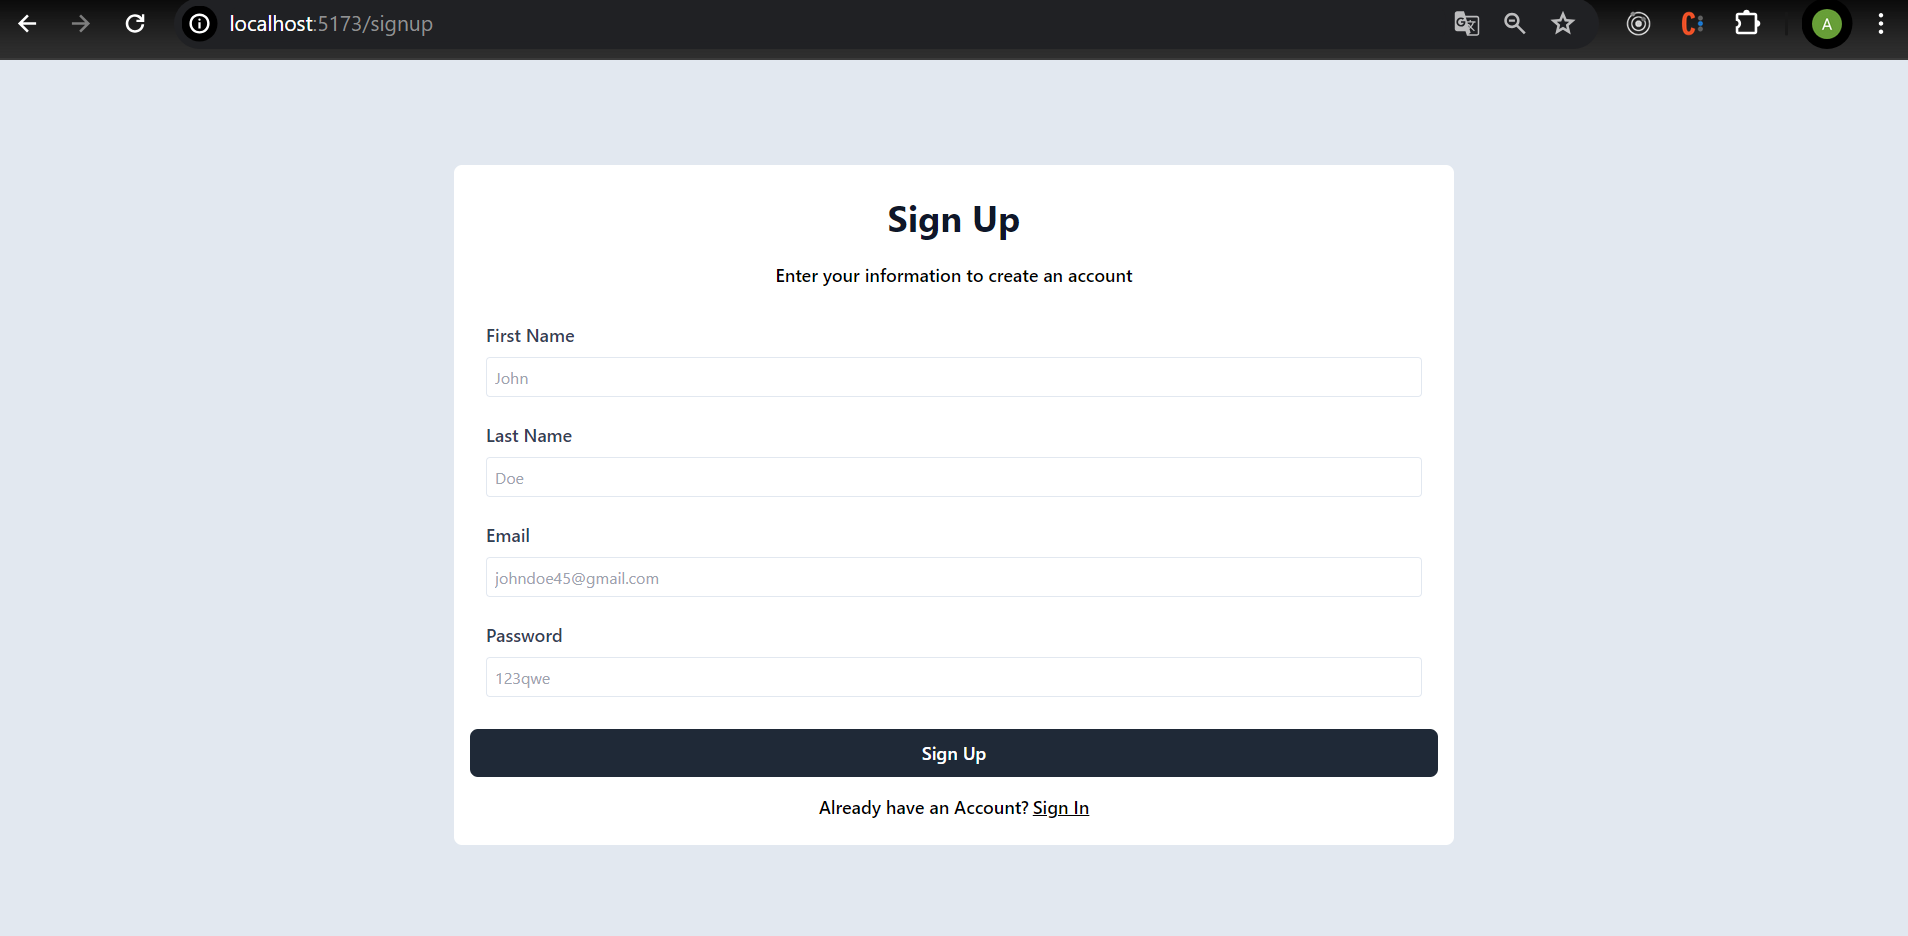 localhost:5173/signup
A
Sign Up
Enter your information to create an account
First Name
John
Last Name
Doe
Email
johndoe45@gmail.com
Password
123qwe
Sign Up
Already have an Account? Sign In